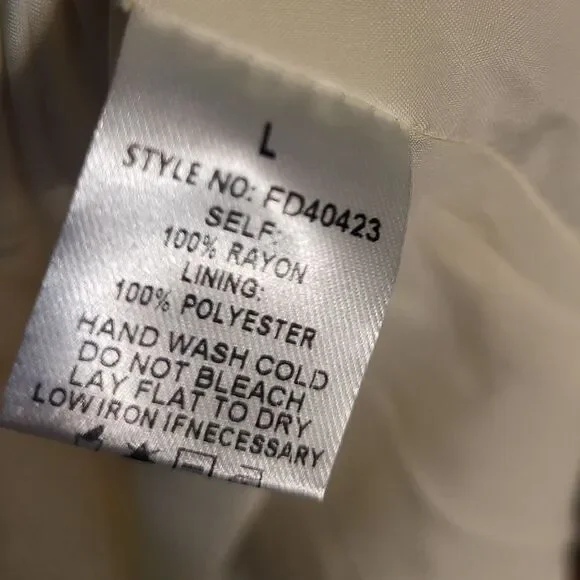 L
STYLE NO: FD40423
SELF:
100% RAYON
LINING:
100% POLYESTER
HAND WASH COLD
DO NOT BLEACH
LAY FLAT TO DRY
LOW IRON IFNECESSARY